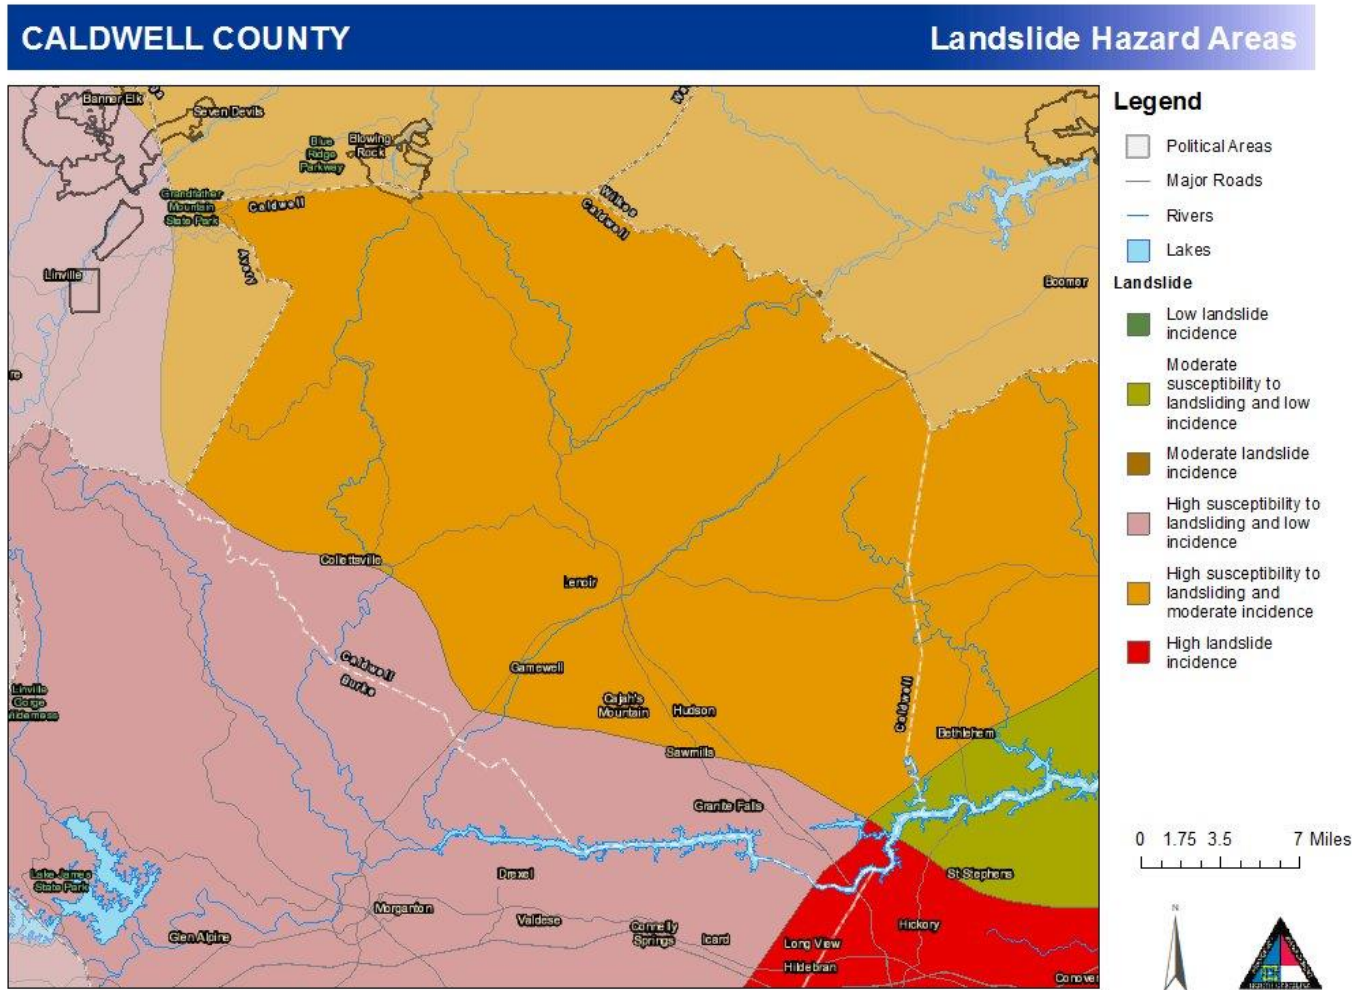 CALDWELL COUNTY
Landslide Hazard Areas
Banner Elk
Seven Devils
Blue
Ridge
Parkway
Blowing
Rock
Grandfather
Mountain
State Park
Caldwell
Wilkes
Caldwell
Avery
Linville
Boomer
Collettsville
Lenoir
Caldwell
Burke
Gamewell
Cajah's
Mountain
Hudson
Caldwell
Linville
Gorge
Sawmills
Bethlehem
Granite Falls
Lake James
State Park
Drexel
St Stephens
Morganton
Valdese
Hickory
Glen Alpine
Connelly
Springs
Icard
Long View
Hildebran
Conover
Legend
Political Areas
Major Roads
Rivers
Lakes
Landslide
Low landslide
incidence
Moderate
susceptibility to
landsliding and low
incidence
Moderate landslide
incidence
High susceptibility to
landsliding and low
incidence
High susceptibility to
landsliding and
moderate incidence
High landslide
incidence
0 1.75 3.5 7 Miles
N